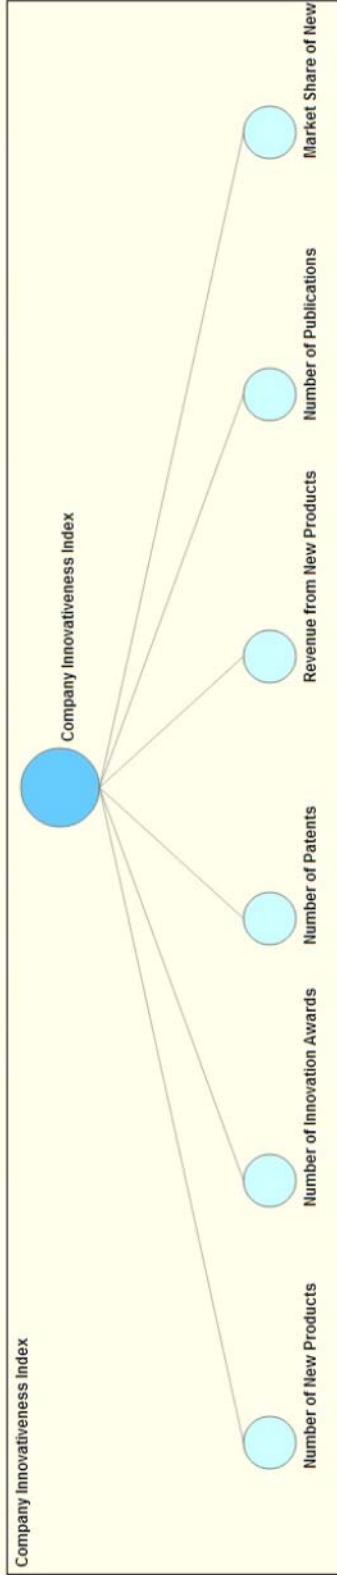 Company Innovativeness Index
Company Innovativeness Index
Number of New Products
Number of Innovation Awards
Number of Patents
Revenue from New Products
Number of Publications
Market Share of New